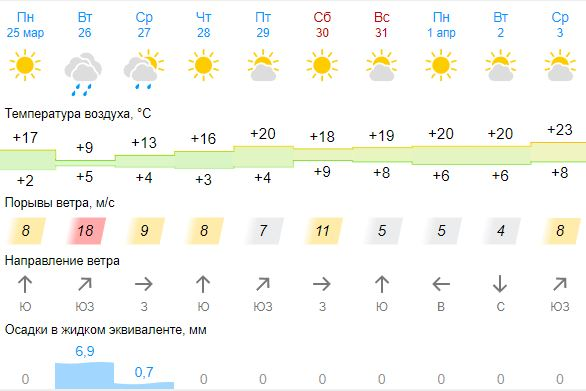 Пн Вт Ср Чт Пт Сб Вс Пн Вт Ср
25 мар 26 27 28 29 30 31 1 апр 2 3
Температура воздуха, °C
+17 +9 +13 +16 +20 +18 +19 +20 +20 +23
+2 +5 +4 +3 +4 +9 +8 +6 +6 +8
Порывы ветра, м/с
8 18 9 8 7 11 5 5 4 8
Направление ветра
Ю ЮЗ З Ю ЮЗ З Ю В С ЮЗ
Осадки в жидком эквиваленте, мм
0 6,9 0,7 0 0 0 0 0 0 0